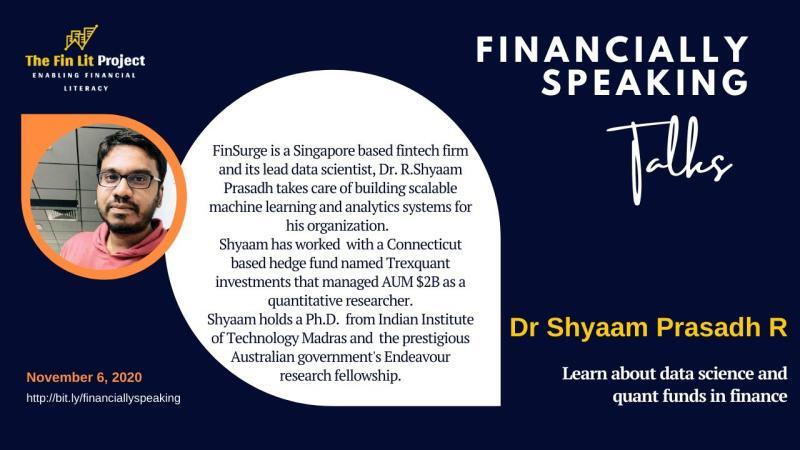 The Fin Lit Project
ENABLING FINANCIAL
LITERACY
FINANCIALLY
SPEAKING
Talks
FinSurge is a Singapore based fintech firm
and its lead data scientist, Dr. R.Shyaam
Prasadh takes care of building scalable
machine learning and analytics systems for
his organization.
Shyaam has worked with a Connecticut
based hedge fund named Trexquant
investments that managed AUM $2B as a
quantitative researcher.
Shyaam holds a Ph.D. from Indian Institute
of Technology Madras and the prestigious
Australian government's Endeavour
research fellowship.
Dr Shyaam Prasadh R
Learn about data science and
quant funds in finance
November 6, 2020
http://bit.ly/financiallyspeaking